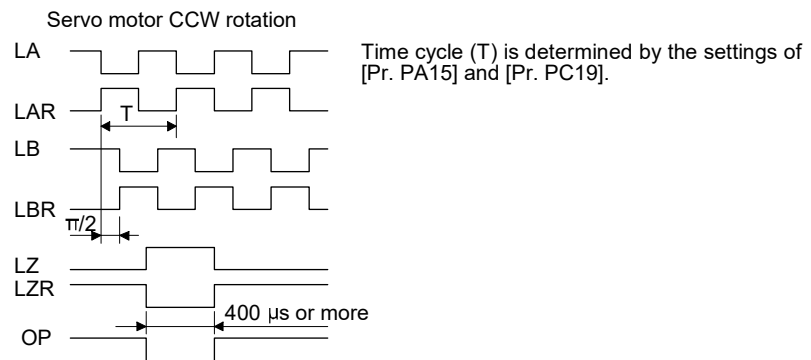 Servo motor CCW rotation
LA
Time cycle (T) is determined by the settings of
[Pr. PA15] and [Pr. PC19].
LAR
T
LB
LBR
π/2
LZ
LZR
400 μs or more
OP